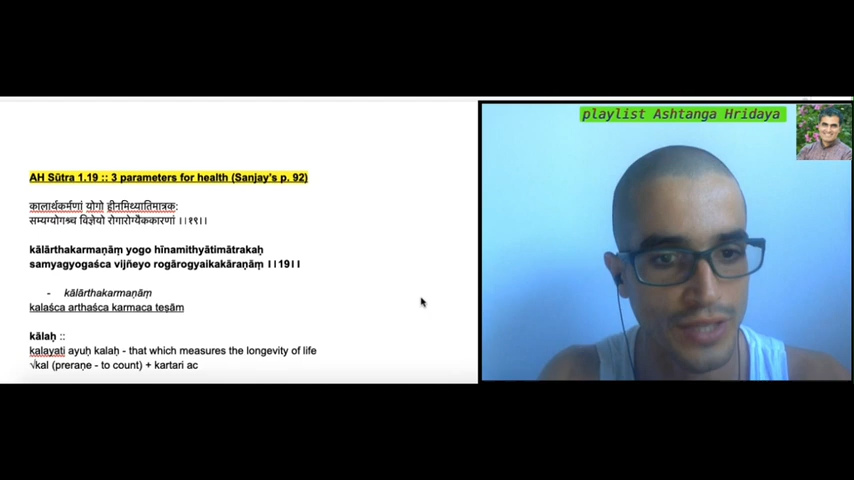 playlist Ashtanga Hridaya
AH Sūtra 1.19 :: 3 parameters for health (Sanjay's p. 92)
कालार्थकर्मणां योगो हीनमिथ्यातिमात्रक:
सम्यग्योगश्च विज्ञेयो रोगारोग्यैककारणां ।।१९।।
kālārthakarmaṇāṃ yogo hīnamithyātimātrakaḥ
samyagyogaśca vijñeyo rogārogyaikakāraṇāṃ ।।19।।
- kālārthakarmaṇāṃ
kalaśca arthaśca karmaca teṣāṃ
kālaḥ ::
kalayati ayuḥ kalaḥ - that which measures the longevity of life
√kal (preraṇe - to count) + kartari ac